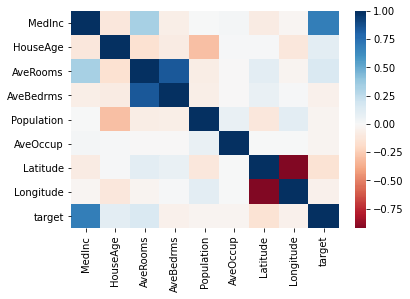 MedInc
HouseAge
AveRooms
AveBedrms
Population
AveOccup
Latitude
Longitude
target
MedInc
HouseAge
AveRooms
AveBedrms
Population
AveOccup
Latitude
Longitude
target
1.00
0.75
0.50
0.25
0.00
−0.25
−0.50
−0.75